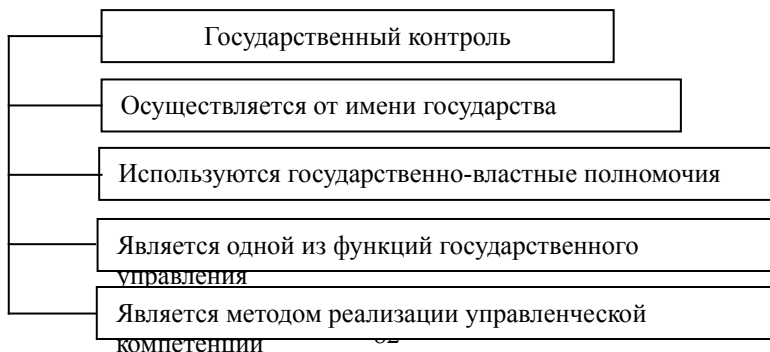 Государственный контроль
Осуществляется от имени государства
Используются государственно-властные полномочия
Является одной из функций государственного
управления
Является методом реализации управленческой
компетенции